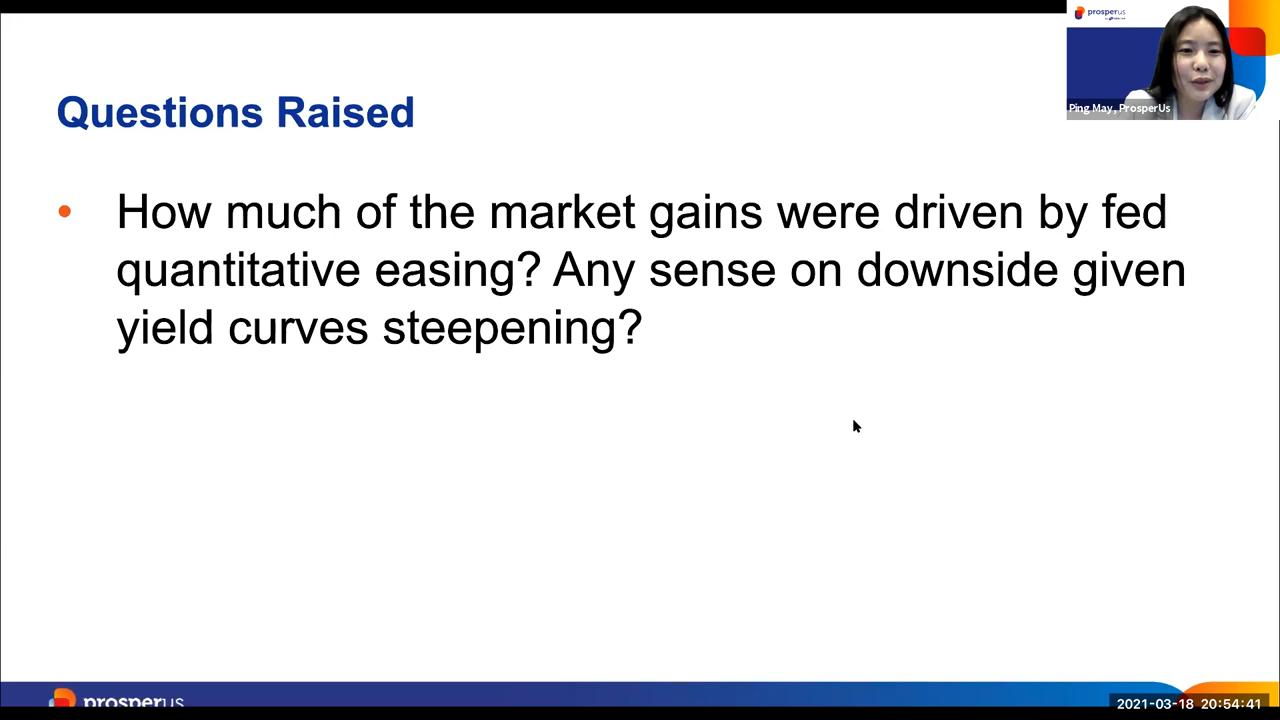 prosperus
Ping May, ProsperUs
Questions Raised
• How much of the market gains were driven by fed
quantitative easing? Any sense on downside given
yield curves steepening?
prosperus
2021-03-18 20:54:41